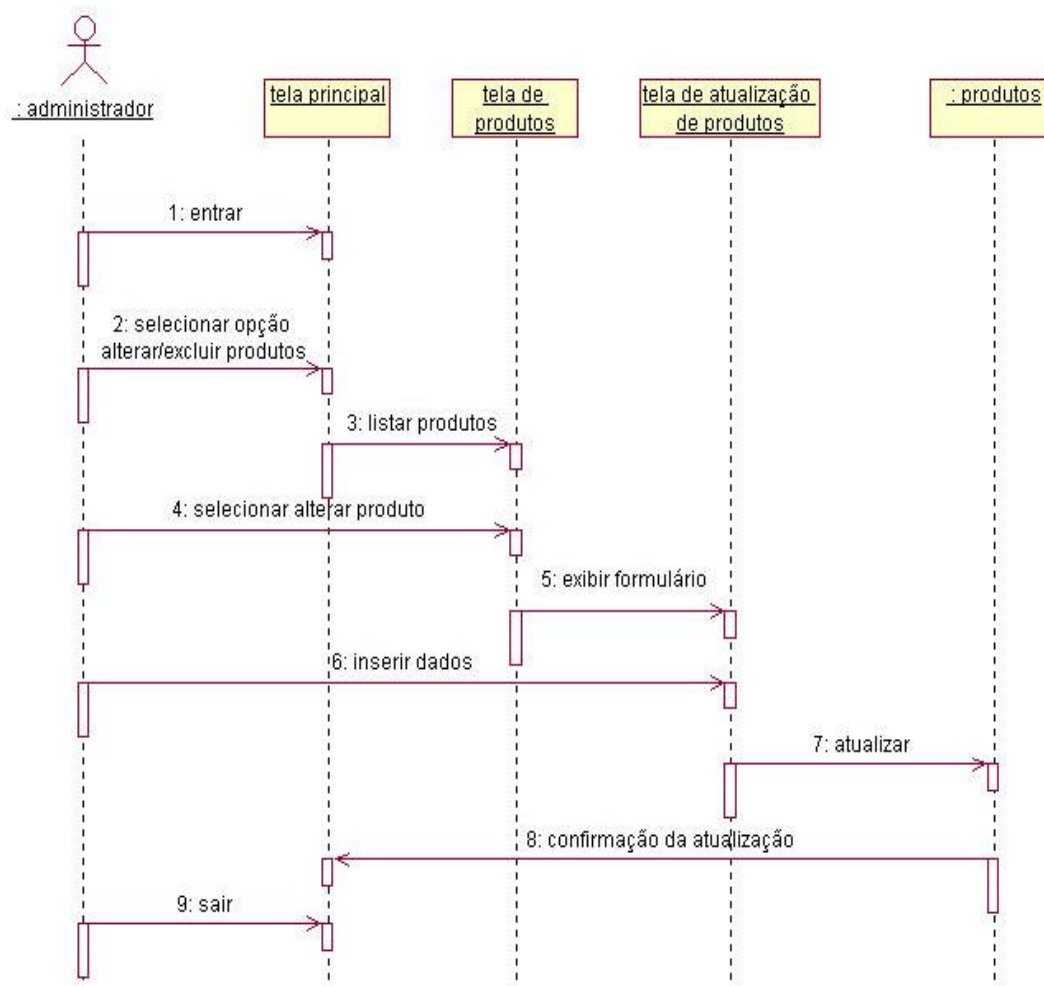 : administrador
tela principal
tela de
produtos
tela de atualização
de produtos
: produtos
1: entrar
2: selecionar opção
alterar/excluir produtos
3: listar produtos
4: selecionar alterar produto
5: exibir formulário
6: inserir dados
7: atualizar
8: confirmação da atualização
9: sair